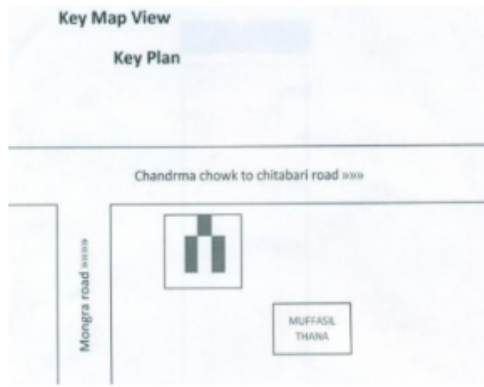 Key Map View
Key Plan
Chandrma chowk to chitabari road »»»
Mongra road »»»»
MUFFASIL
THANA